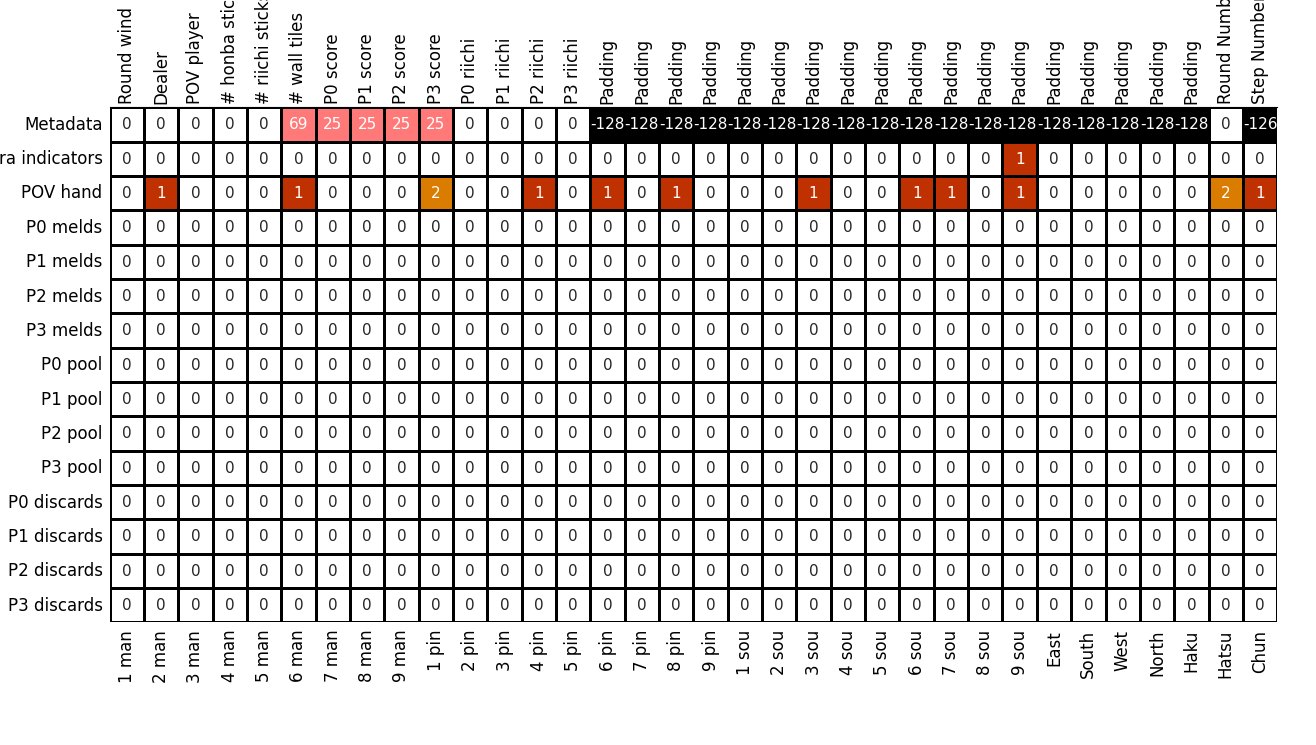 Round wind Dealer POV player # honba stic # riichi stick # wall tiles P0 score P1 score P2 score P3 score P0 riichi P1 riichi P2 riichi P3 riichi Padding Padding Padding Padding Padding Padding Padding Padding Padding Padding Padding Padding Padding Padding Padding Padding Padding Padding Round Numb Step Number
Metadata 0 0 0 0 0 69 25 25 25 25 0 0 0 0 -128 -128 -128 -128 -128 -128 -128 -128 -128 -128 -128 -128 -128 -128 -128 -128 -128 -128 0 -126
ra indicators 0 0 0 0 0 0 0 0 0 0 0 0 0 0 0 0 0 0 0 0 0 0 0 0 0 0 1 0 0 0 0 0 0 0
POV hand 0 1 0 0 0 1 0 0 0 2 0 0 1 0 1 0 1 0 0 0 1 0 0 1 1 0 1 0 0 0 0 0 2 1
P0 melds 0 0 0 0 0 0 0 0 0 0 0 0 0 0 0 0 0 0 0 0 0 0 0 0 0 0 0 0 0 0 0 0 0 0
P1 melds 0 0 0 0 0 0 0 0 0 0 0 0 0 0 0 0 0 0 0 0 0 0 0 0 0 0 0 0 0 0 0 0 0 0
P2 melds 0 0 0 0 0 0 0 0 0 0 0 0 0 0 0 0 0 0 0 0 0 0 0 0 0 0 0 0 0 0 0 0 0 0
P3 melds 0 0 0 0 0 0 0 0 0 0 0 0 0 0 0 0 0 0 0 0 0 0 0 0 0 0 0 0 0 0 0 0 0 0
P0 pool 0 0 0 0 0 0 0 0 0 0 0 0 0 0 0 0 0 0 0 0 0 0 0 0 0 0 0 0 0 0 0 0 0 0
P1 pool 0 0 0 0 0 0 0 0 0 0 0 0 0 0 0 0 0 0 0 0 0 0 0 0 0 0 0 0 0 0 0 0 0 0
P2 pool 0 0 0 0 0 0 0 0 0 0 0 0 0 0 0 0 0 0 0 0 0 0 0 0 0 0 0 0 0 0 0 0 0 0
P3 pool 0 0 0 0 0 0 0 0 0 0 0 0 0 0 0 0 0 0 0 0 0 0 0 0 0 0 0 0 0 0 0 0 0 0
P0 discards 0 0 0 0 0 0 0 0 0 0 0 0 0 0 0 0 0 0 0 0 0 0 0 0 0 0 0 0 0 0 0 0 0 0
P1 discards 0 0 0 0 0 0 0 0 0 0 0 0 0 0 0 0 0 0 0 0 0 0 0 0 0 0 0 0 0 0 0 0 0 0
P2 discards 0 0 0 0 0 0 0 0 0 0 0 0 0 0 0 0 0 0 0 0 0 0 0 0 0 0 0 0 0 0 0 0 0 0
P3 discards 0 0 0 0 0 0 0 0 0 0 0 0 0 0 0 0 0 0 0 0 0 0 0 0 0 0 0 0 0 0 0 0 0 0
1 man 2 man 3 man 4 man 5 man 6 man 7 man 8 man 9 man 1 pin 2 pin 3 pin 4 pin 5 pin 6 pin 7 pin 8 pin 9 pin 1 sou 2 sou 3 sou 4 sou 5 sou 6 sou 7 sou 8 sou 9 sou East South West North Haku Hatsu Chun